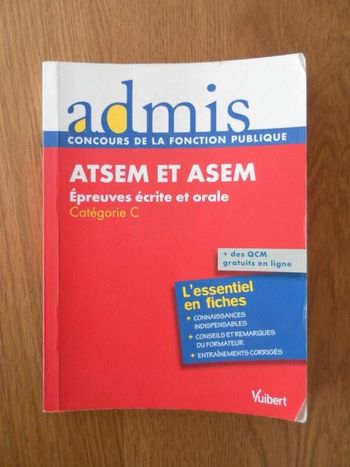 admis
CONCOURS DE LA FONCTION PUBLIQUE
ATSEM ET ASEM
Épreuves écrite et orale
Catégorie C
+ des QCM
gratuits en ligne
L'essentiel
en fiches
+ CONNAISSANCES
INDISPENSABLES
+ CONSEILS ET REMARQUES
DU FORMATEUR
+ ENTRAÎNEMENTS CORRIGÉS
Vuibert